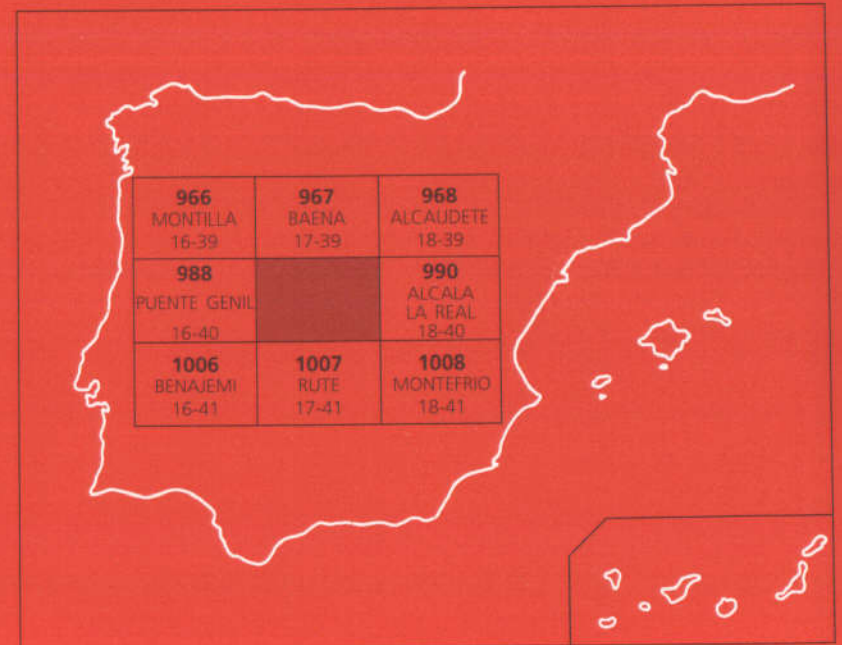 966
MONTILLA
16-39
967
BAENA
17-39
968
ALCAUDETE
18-39
988
PUENTE GENIL
16-40
990
ALCALA
LA REAL
18-40
1006
BENAJEMI
16-41
1007
RUTE
17-41
1008
MONTEFRIO
18-41